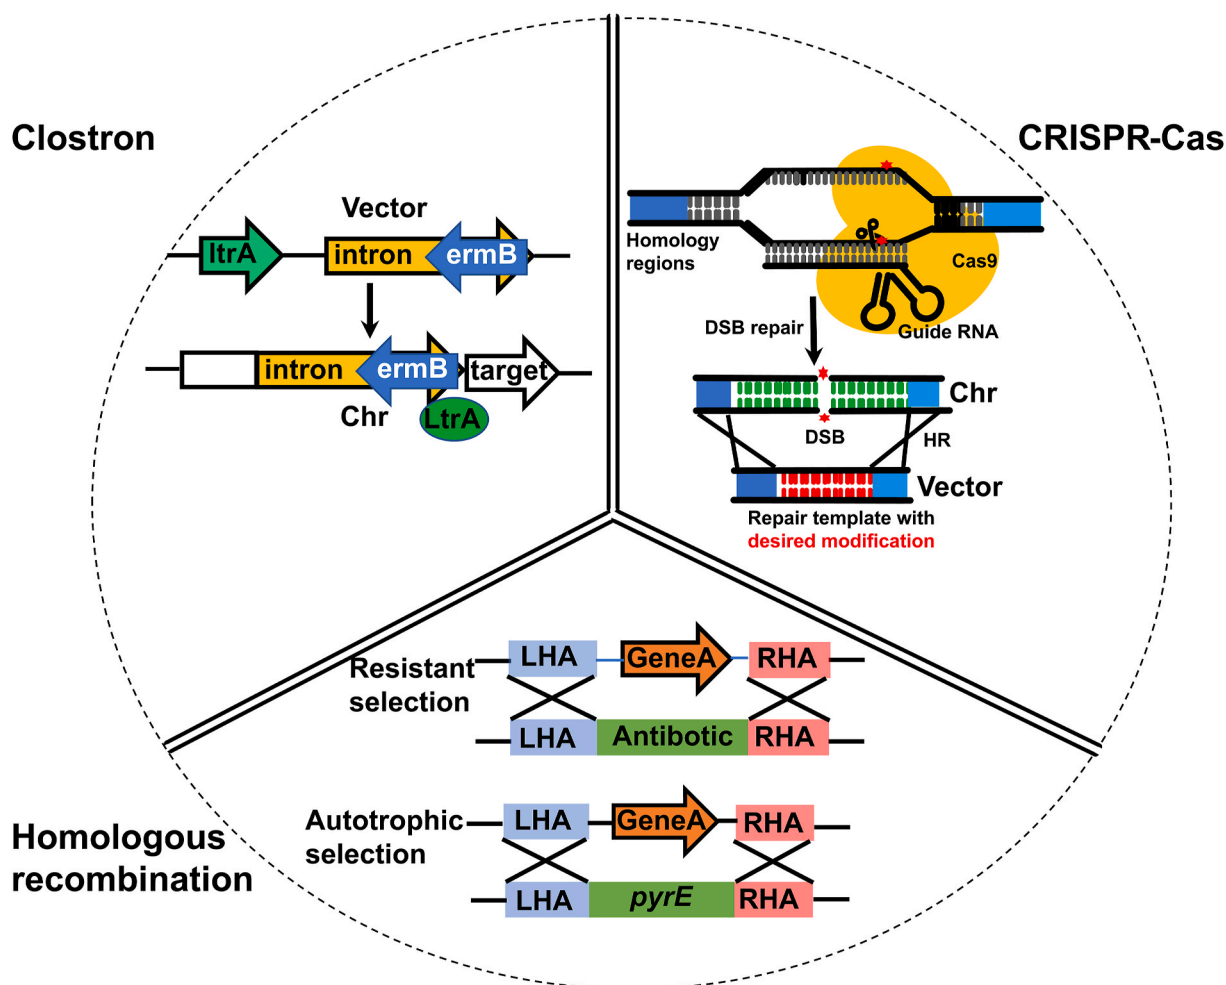 Clostron
Vector
ltrA
intron
ermB
intron
ermB
target
Chr
LtrA
CRISPR-Cas
Homology
regions
Cas9
Guide RNA
DSB repair
Chr
DSB
HR
Vector
Repair template with
desired modification
Homologous
recombination
Resistant
selection
LHA
GeneA
RHA
LHA
Antibotic
RHA
Autotrophic
selection
LHA
GeneA
RHA
LHA
pyrE
RHA